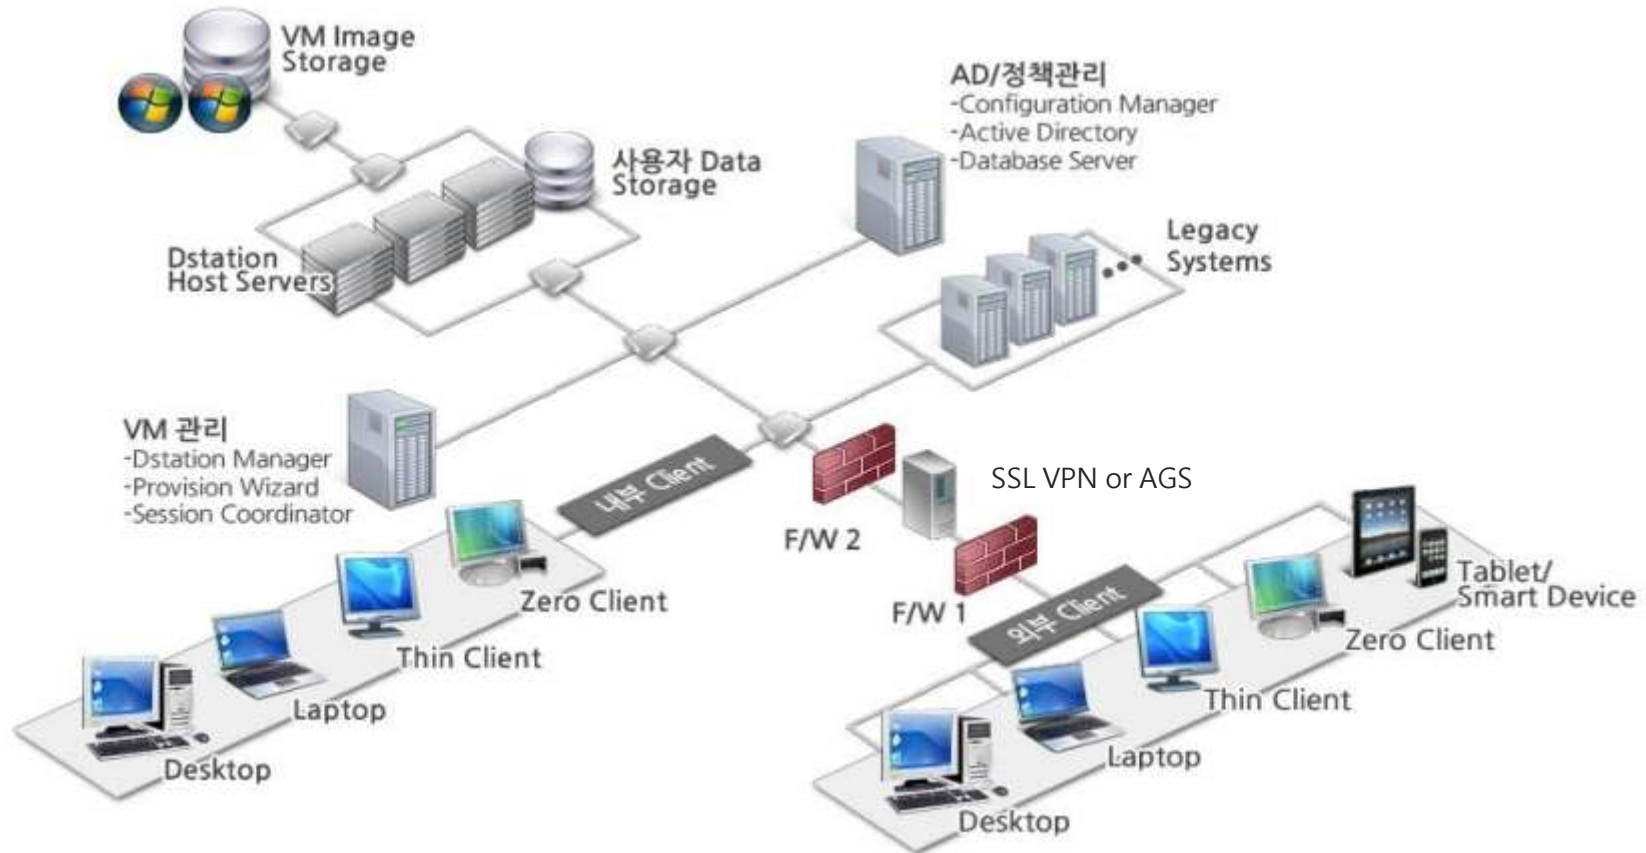 VM Image
Storage
AD/정책관리
-Configuration Manager
-Active Directory
-Database Server
사용자 Data
Storage
Dstation
Host Servers
Legacy
Systems
VM 관리
-Dstation Manager
-Provision Wizard
-Session Coordinator
내부 Client
SSL VPN or AGS
F/W 2
F/W 1
외부 Client
Zero Client
Thin Client
Laptop
Desktop
Tablet/
Smart Device
Zero Client
Thin Client
Laptop
Desktop